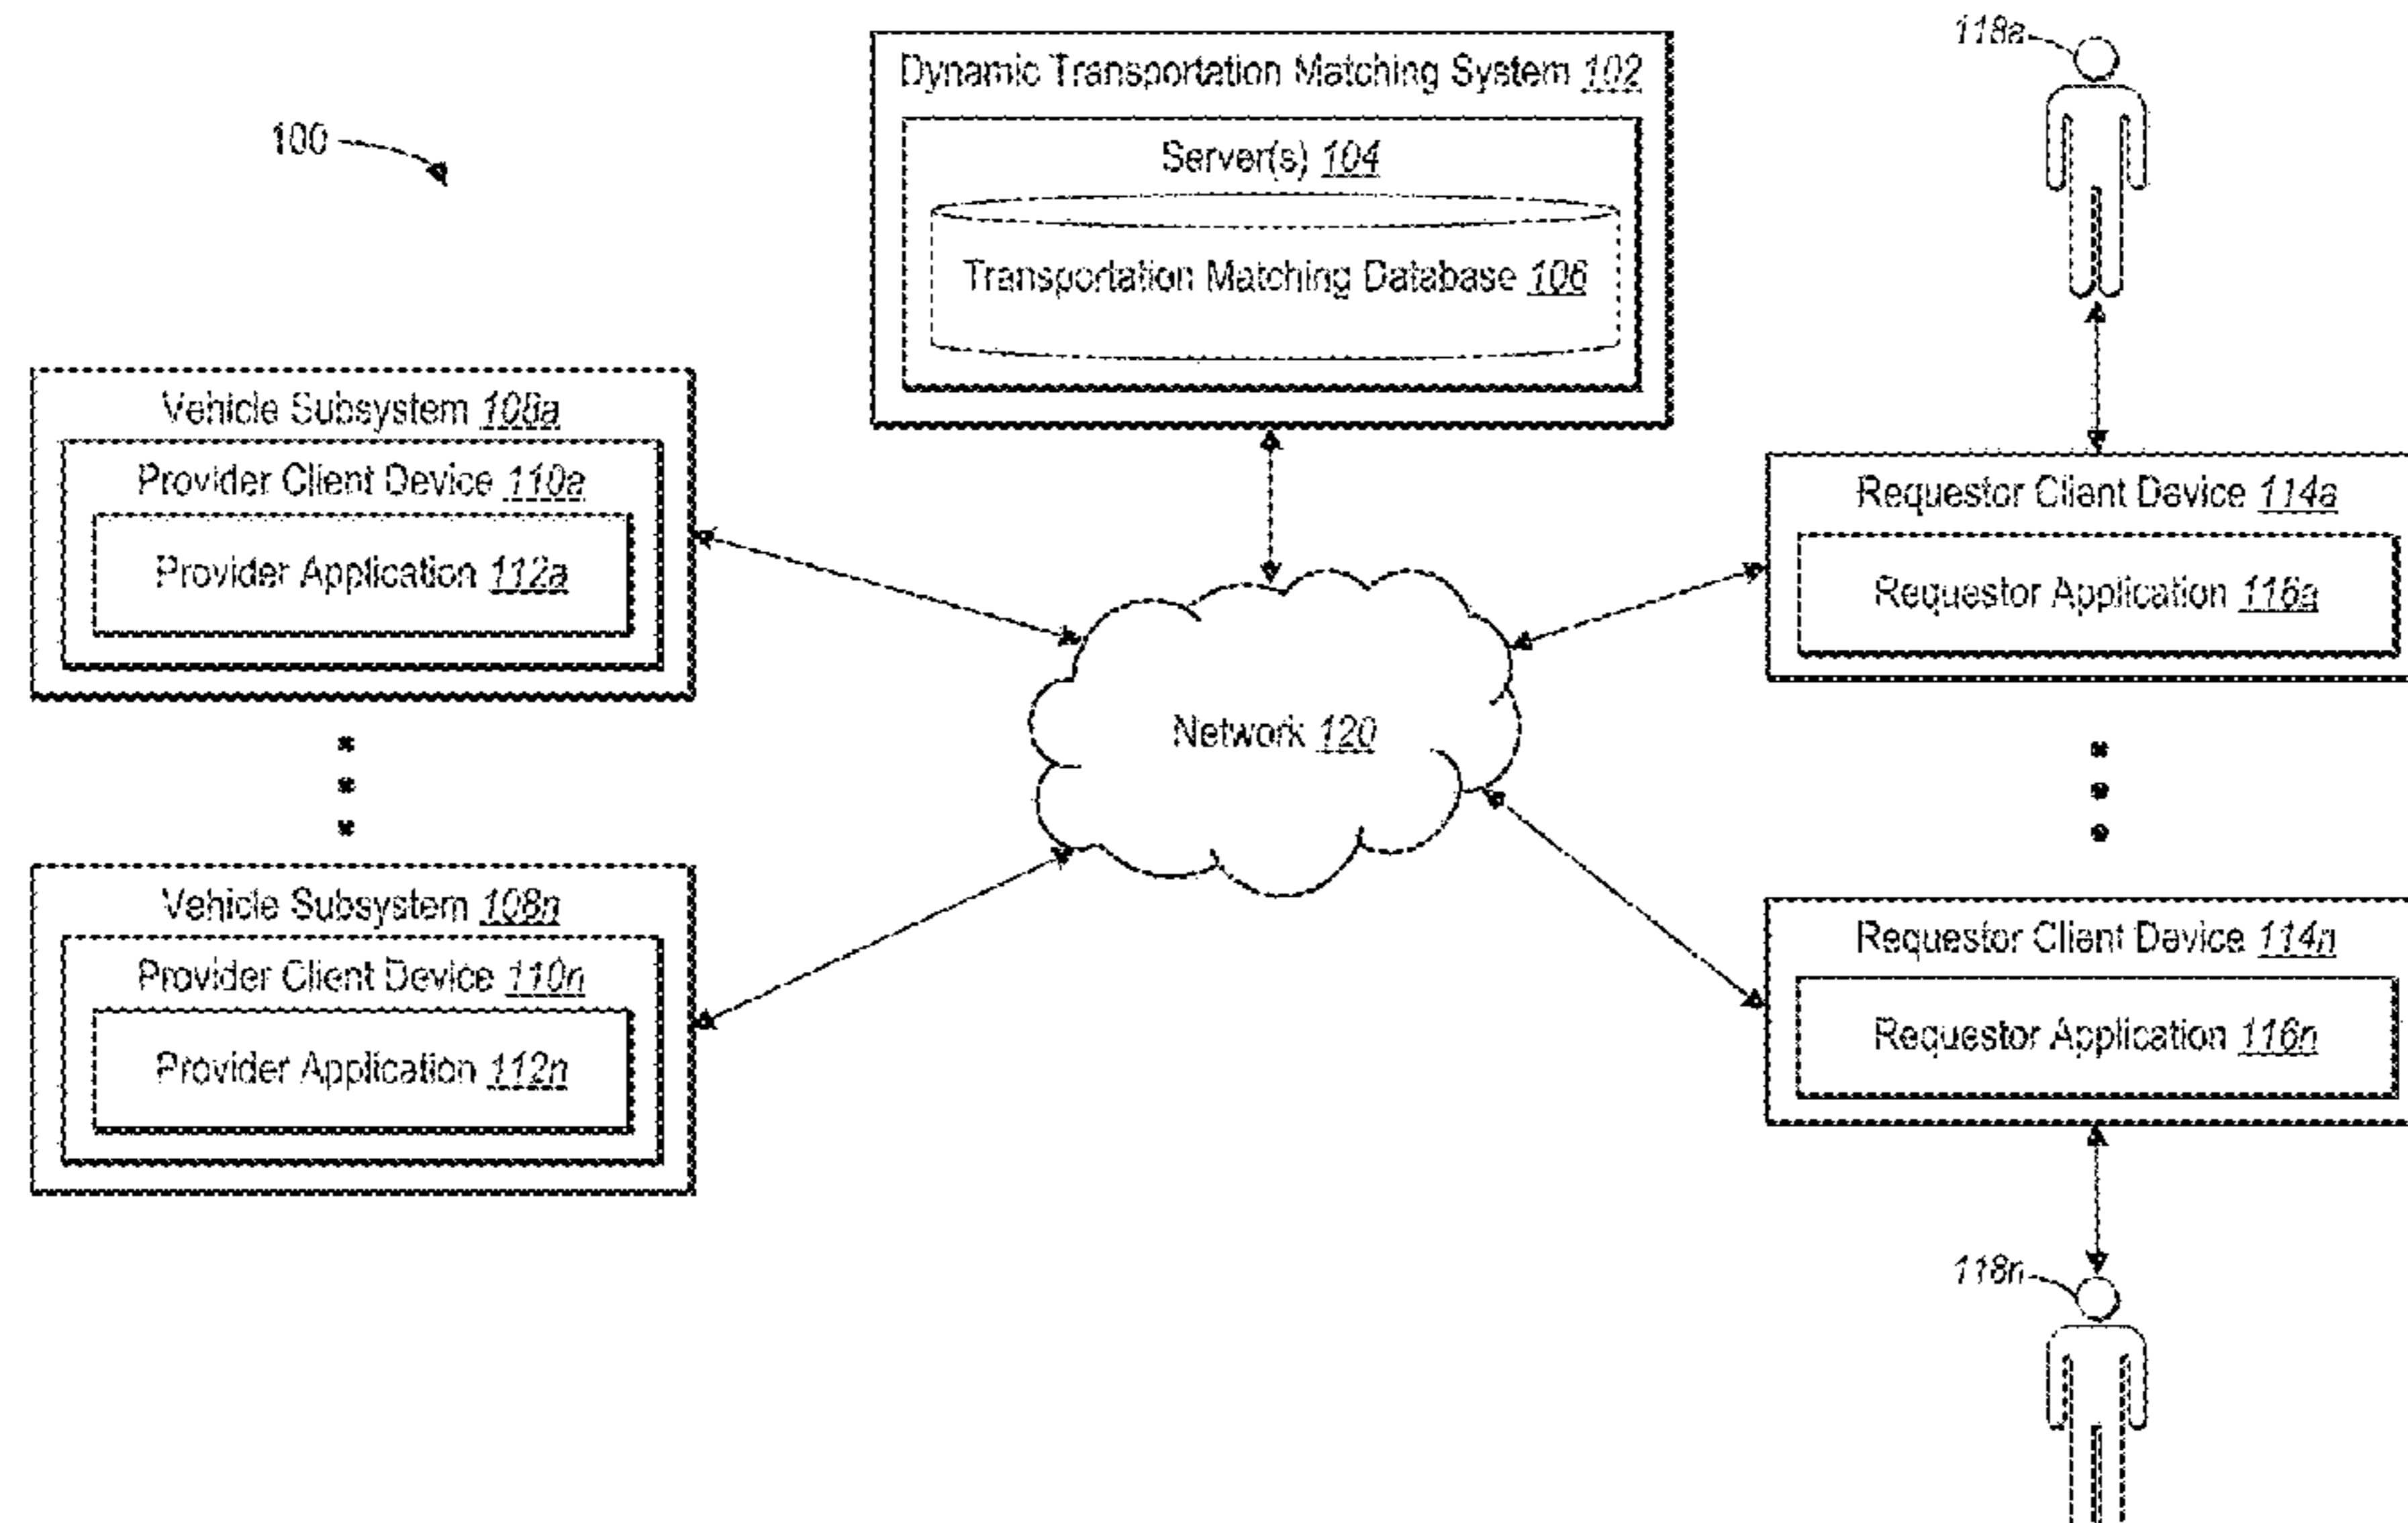 118a
Dynamic Transportation Matching System 102
100
Server(s) 104
Transportation Matching Database 106
Vehicle Subsystem 108a
Provider Client Device 110a
Provider Application 112a
Requestor Client Device 114a
Requestor Application 116a
Network 120
Vehicle Subsystem 108n
Provider Client Device 110n
Provider Application 112n
Requestor Client Device 114n
Requestor Application 116n
118n